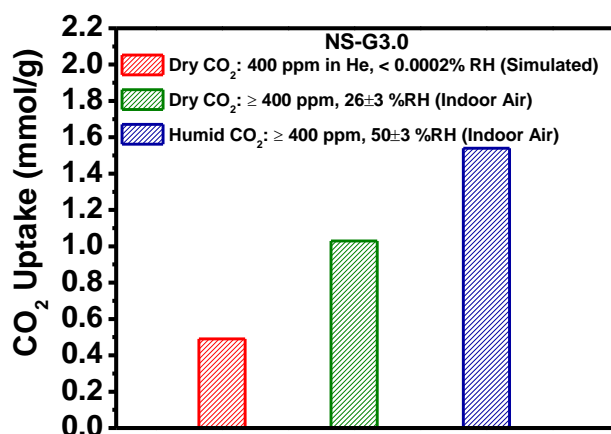 NS-G3.0
Dry CO₂: 400 ppm in He, < 0.0002% RH (Simulated)
Dry CO₂: ≥ 400 ppm, 26±3 %RH (Indoor Air)
Humid CO₂: ≥ 400 ppm, 50±3 %RH (Indoor Air)
CO₂ Uptake (mmol/g)
2.2
2.0
1.8
1.6
1.4
1.2
1.0
0.8
0.6
0.4
0.2
0.0